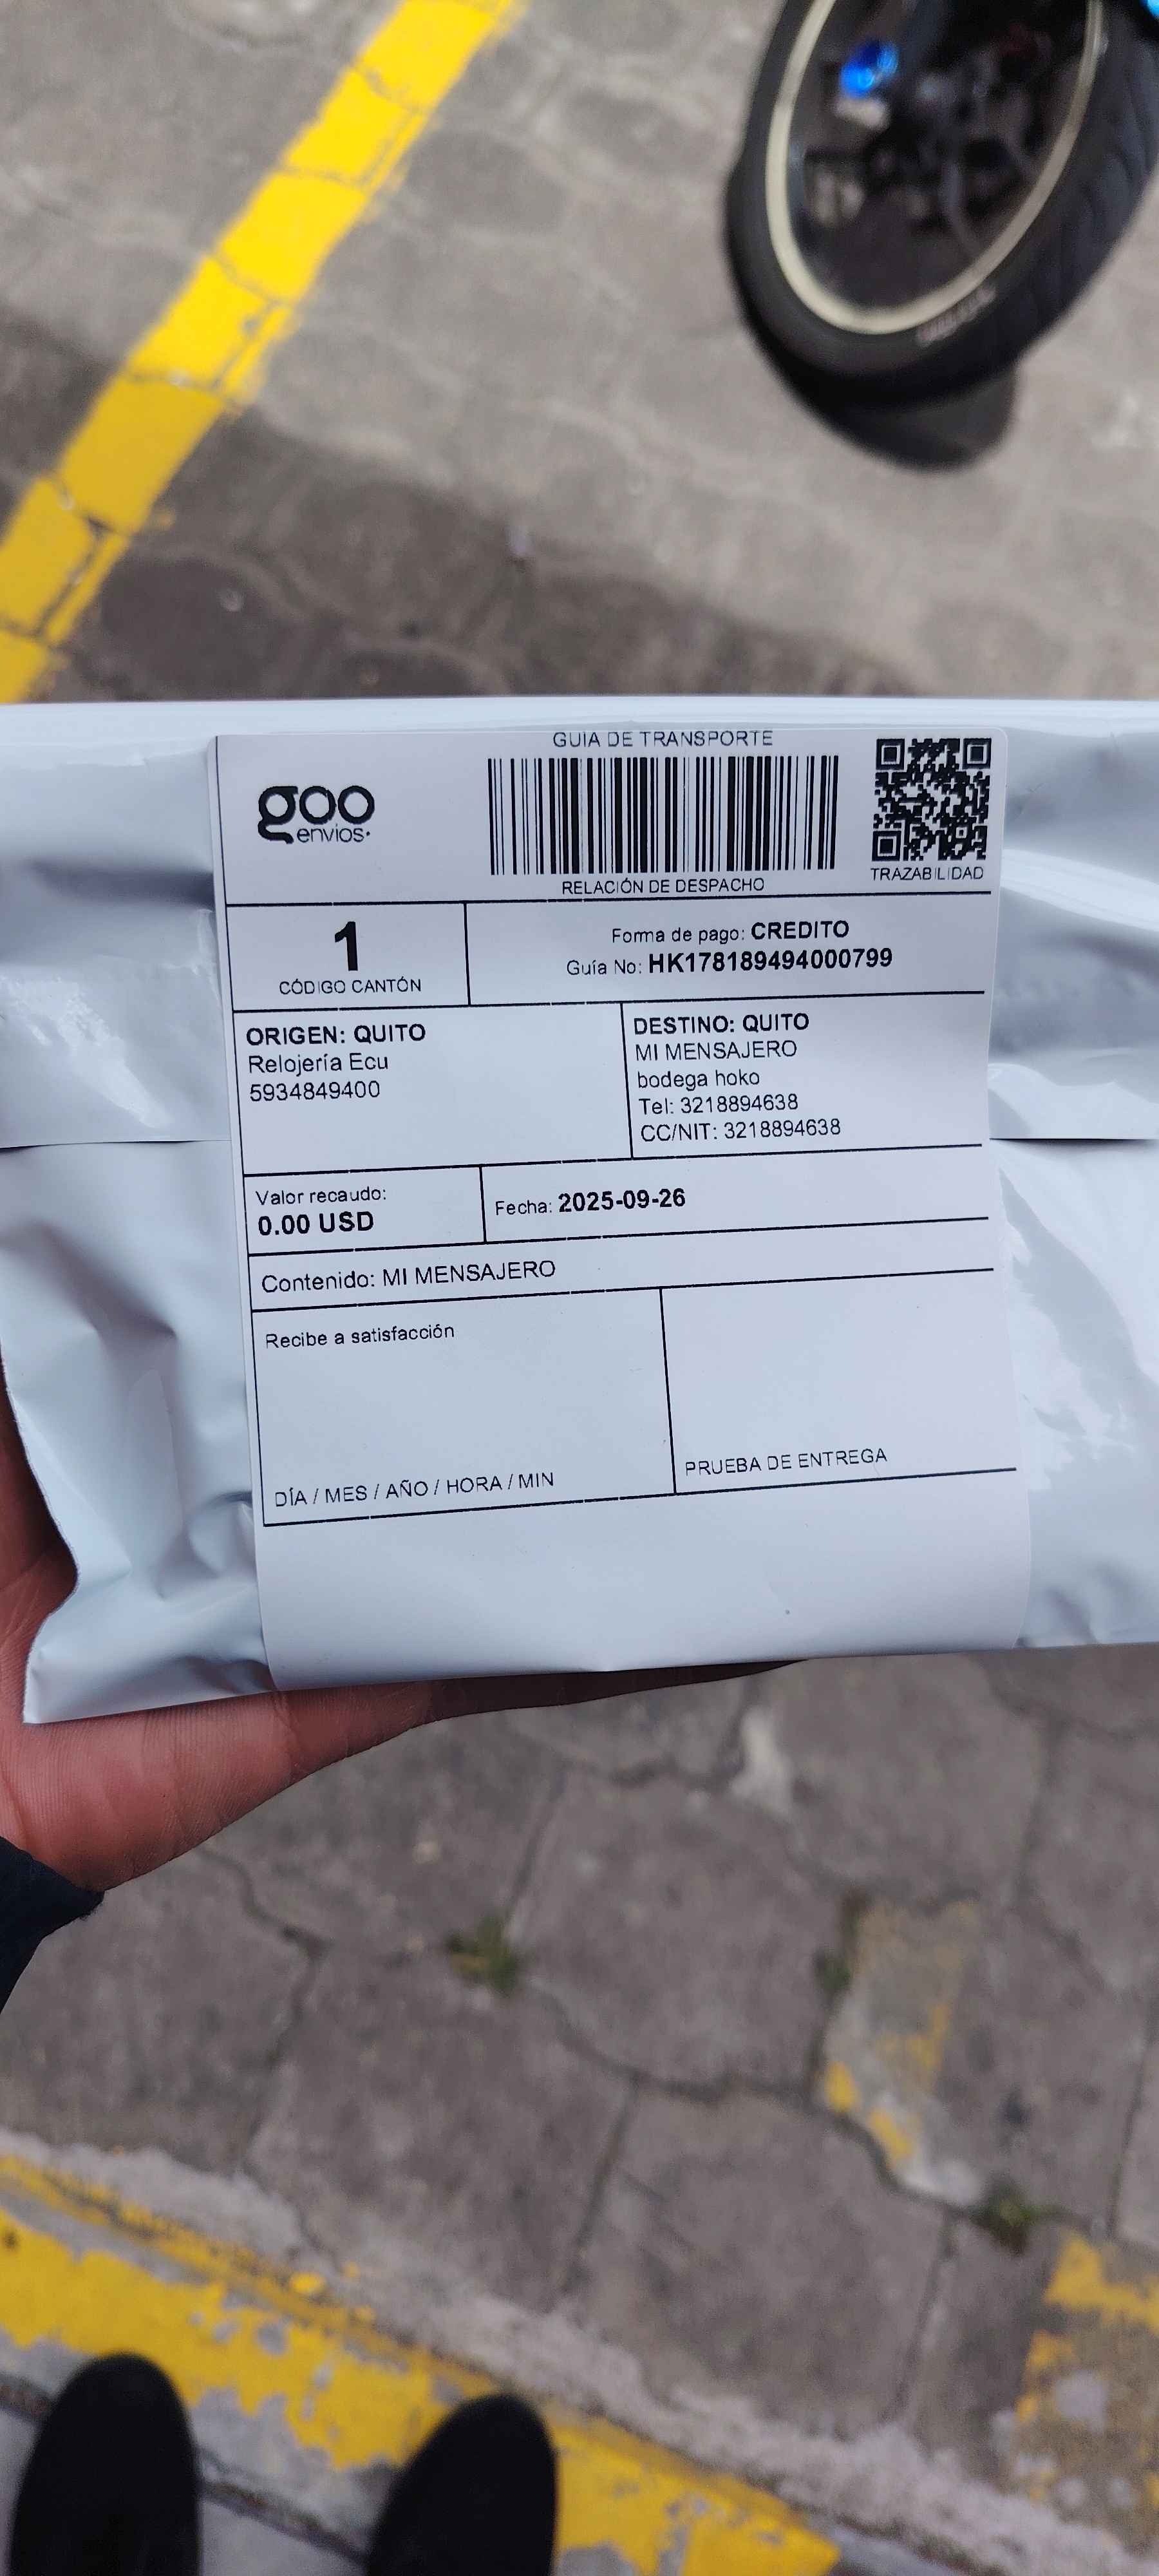 GUIA DE TRANSPORTE
goo
envios
TRAZABILIDAD
RELACIÓN DE DESPACHO
1
CÓDIGO CANTÓN
Forma de pago: CREDITO
Guía No: HK178189494000799
ORIGEN: QUITO
Relojería Ecu
5934849400
DESTINO: QUITO
MI MENSAJERO
bodega hoko
Tel: 3218894638
CC/NIT: 3218894638
Valor recaudo:
0.00 USD
Fecha: 2025-09-26
Contenido: MI MENSAJERO
Recibe a satisfacción
DÍA / MES / AÑO / HORA / MIN
PRUEBA DE ENTREGA